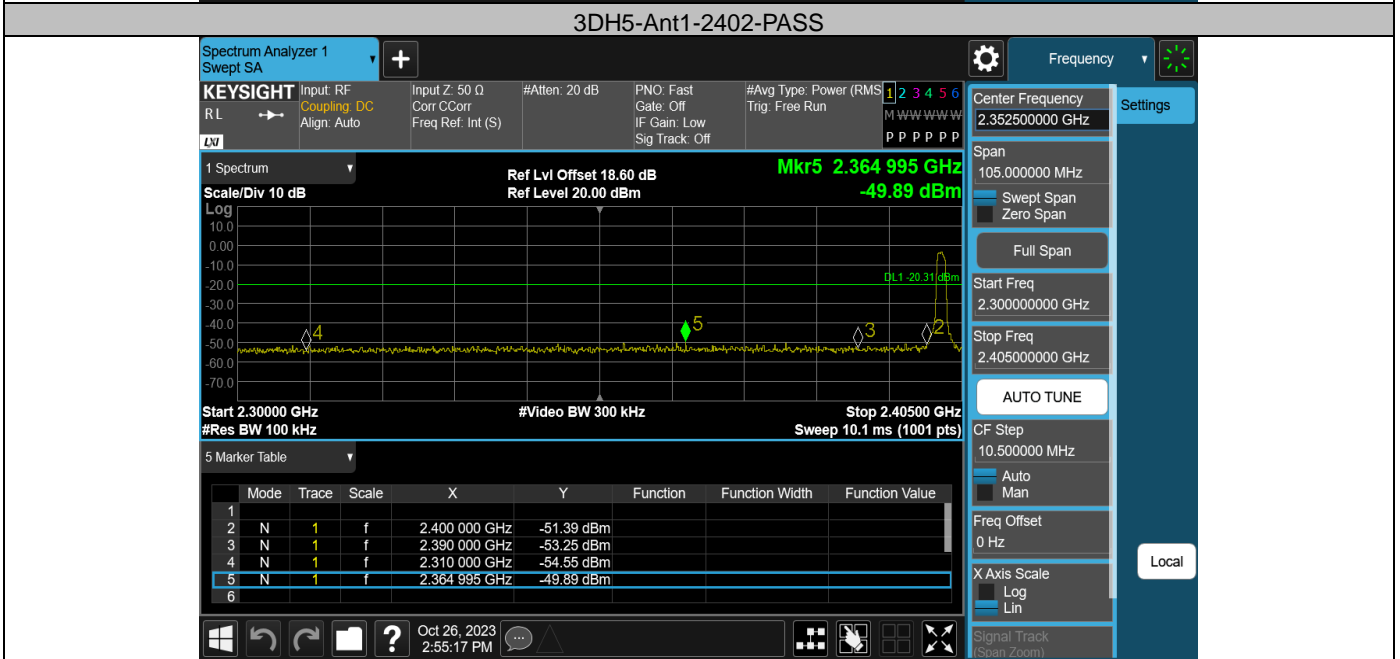 3DH5-Ant1-2402-PASS
Spectrum Analyzer 1
Swept SA
Frequency
KEYSIGHT
RL
LXI
Input: RF
Coupling: DC
Align: Auto
Input Z: 50 Ω
Corr CCorr
Freq Ref: Int (S)
#Atten: 20 dB
PNO: Fast
Gate: Off
IF Gain: Low
Sig Track: Off
#Avg Type: Power (RMS
Trig: Free Run
1 2 3 4 5 6
M W W W W W
P P P P P P
Center Frequency
2.352500000 GHz
Settings
Span
105.000000 MHz
Swept Span
Zero Span
Full Span
Start Freq
2.300000000 GHz
Stop Freq
2.405000000 GHz
AUTO TUNE
CF Step
10.500000 MHz
Auto
Man
Freq Offset
0 Hz
X Axis Scale
Log
Lin
Signal Track
(Span Zoom)
Local
1 Spectrum
Scale/Div 10 dB
Ref Lvl Offset 18.60 dB
Ref Level 20.00 dBm
Mkr5 2.364 995 GHz
-49.89 dBm
Log
10.0
0.00
-10.0
-20.0
-30.0
-40.0
-50.0
-60.0
-70.0
DL1 -20.31 dBm
4
5
3
2
Start 2.30000 GHz
#Video BW 300 kHz
Stop 2.40500 GHz
#Res BW 100 kHz
Sweep 10.1 ms (1001 pts)
5 Marker Table
Mode Trace Scale X Y Function Function Width Function Value
1
2 N 1 f 2.400 000 GHz -51.39 dBm
3 N 1 f 2.390 000 GHz -53.25 dBm
4 N 1 f 2.310 000 GHz -54.55 dBm
5 N 1 f 2.364 995 GHz -49.89 dBm
6
Oct 26, 2023
2:55:17 PM